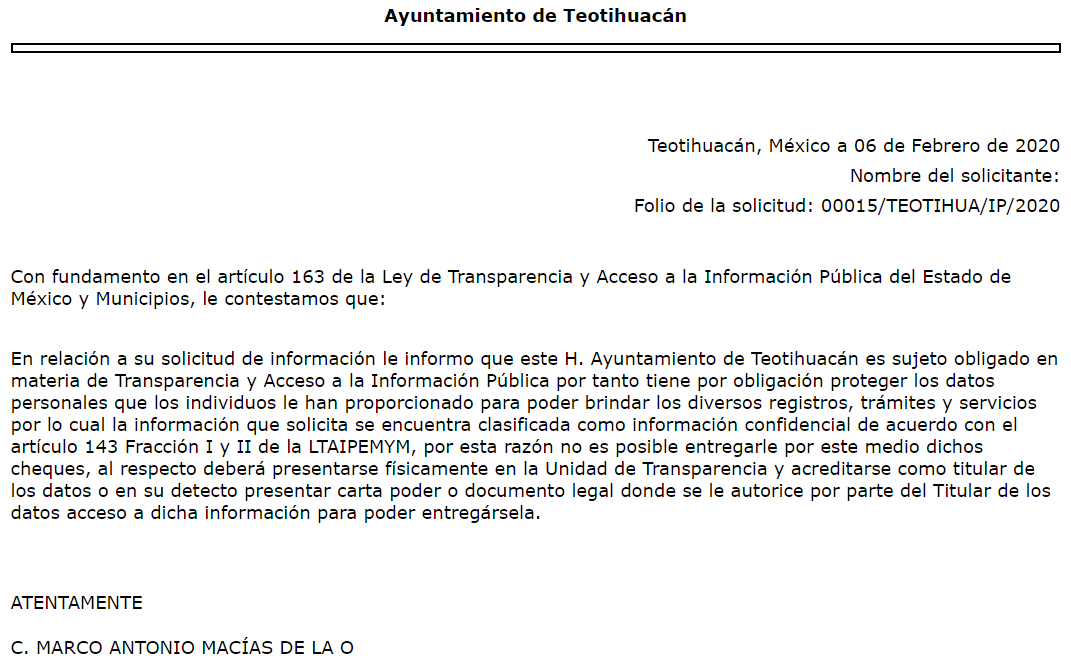 Ayuntamiento de Teotihuacán
Teotihuacán, México a 06 de Febrero de 2020
Nombre del solicitante:
Folio de la solicitud: 00015/TEOTIHUA/IP/2020
Con fundamento en el artículo 163 de la Ley de Transparencia y Acceso a la Información Pública del Estado de
México y Municipios, le contestamos que:
En relación a su solicitud de información le informo que este H. Ayuntamiento de Teotihuacán es sujeto obligado en
materia de Transparencia y Acceso a la Información Pública por tanto tiene por obligación proteger los datos
personales que los individuos le han proporcionado para poder brindar los diversos registros, trámites y servicios
por lo cual la información que solicita se encuentra clasificada como información confidencial de acuerdo con el
artículo 143 Fracción I y II de la LTAIPEMYM, por esta razón no es posible entregarle por este medio dichos
cheques, al respecto deberá presentarse físicamente en la Unidad de Transparencia y acreditarse como titular de
los datos o en su detecto presentar carta poder o documento legal donde se le autorice por parte del Titular de los
datos acceso a dicha información para poder entregársela.
ATENTAMENTE
C. MARCO ANTONIO MACÍAS DE LA O